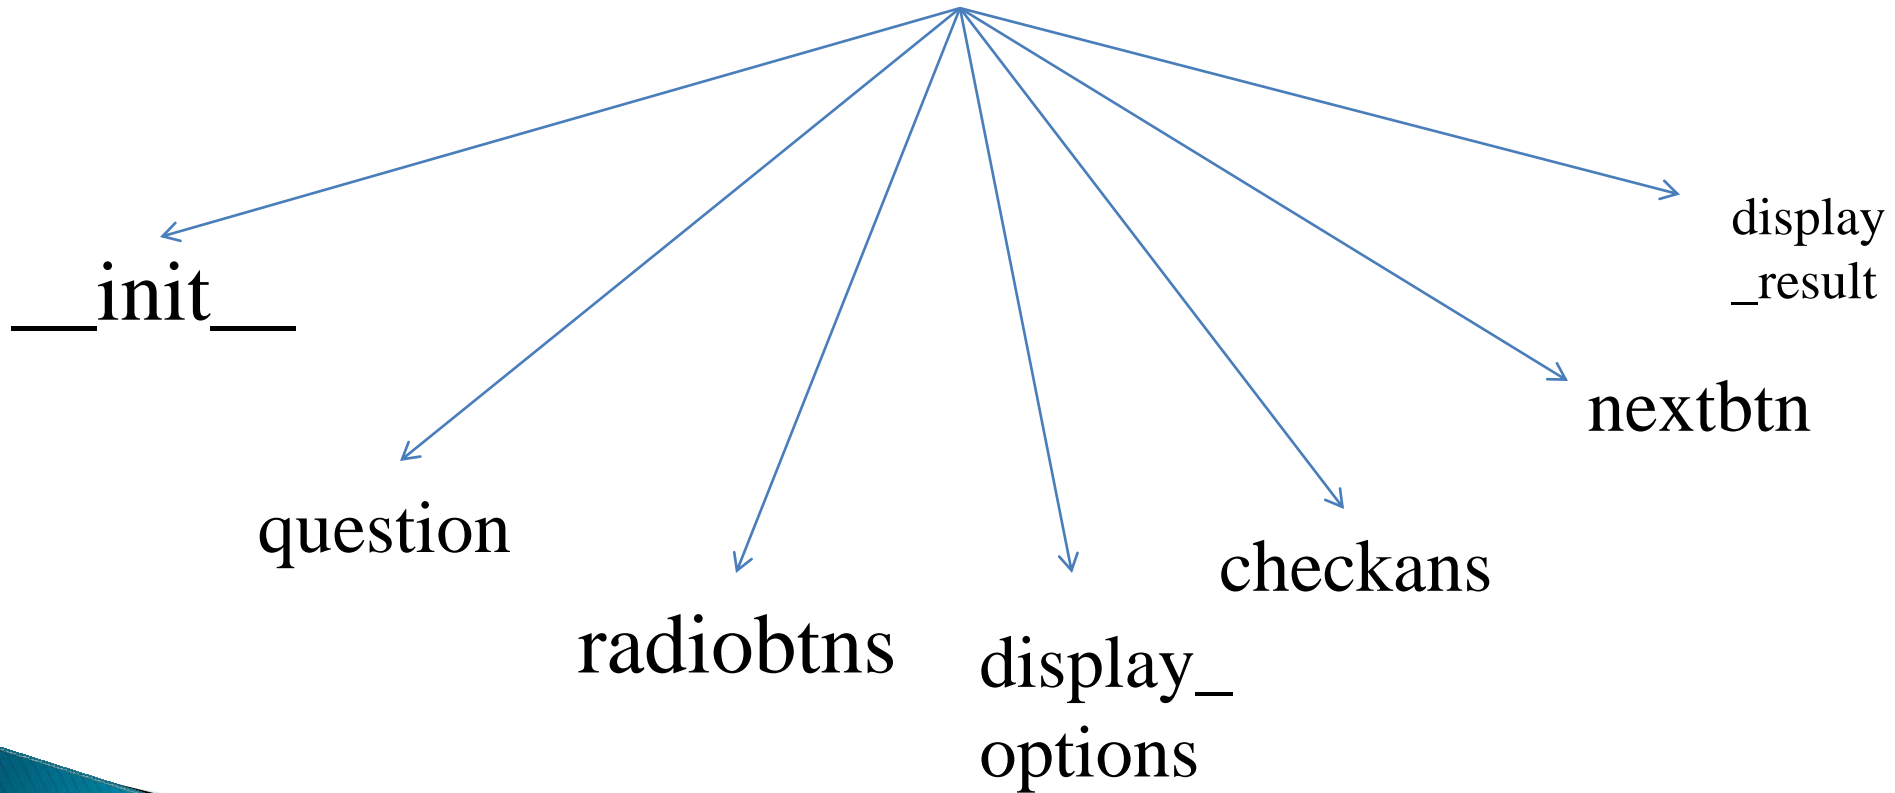 __init__
question
radiobtns
display_
options
checkans
nextbtn
display
_result